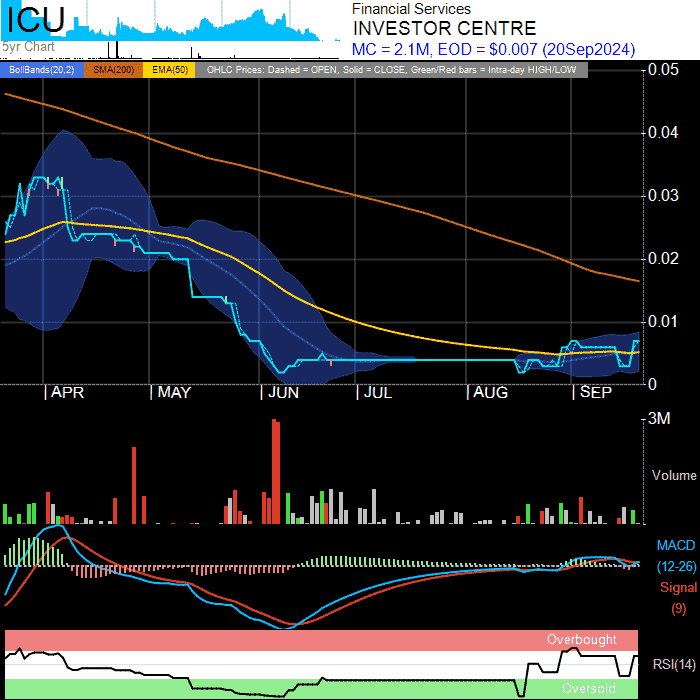 ICU
5yr Chart
Financial Services
INVESTOR CENTRE
MC = 2.1M, EOD = $0.007 (20Sep2024)
BollBands(20,2) SMA(200) EMA(50) OHLC Prices: Dashed = OPEN, Solid = CLOSE, Green/Red bars = Intra-day HIGH/LOW
0.05
0.04
0.03
0.02
0.01
0
APR MAY JUN JUL AUG SEP
3M
Volume
MACD
(12-26)
Signal
(9)
Overbought
RSI(14)
Oversold